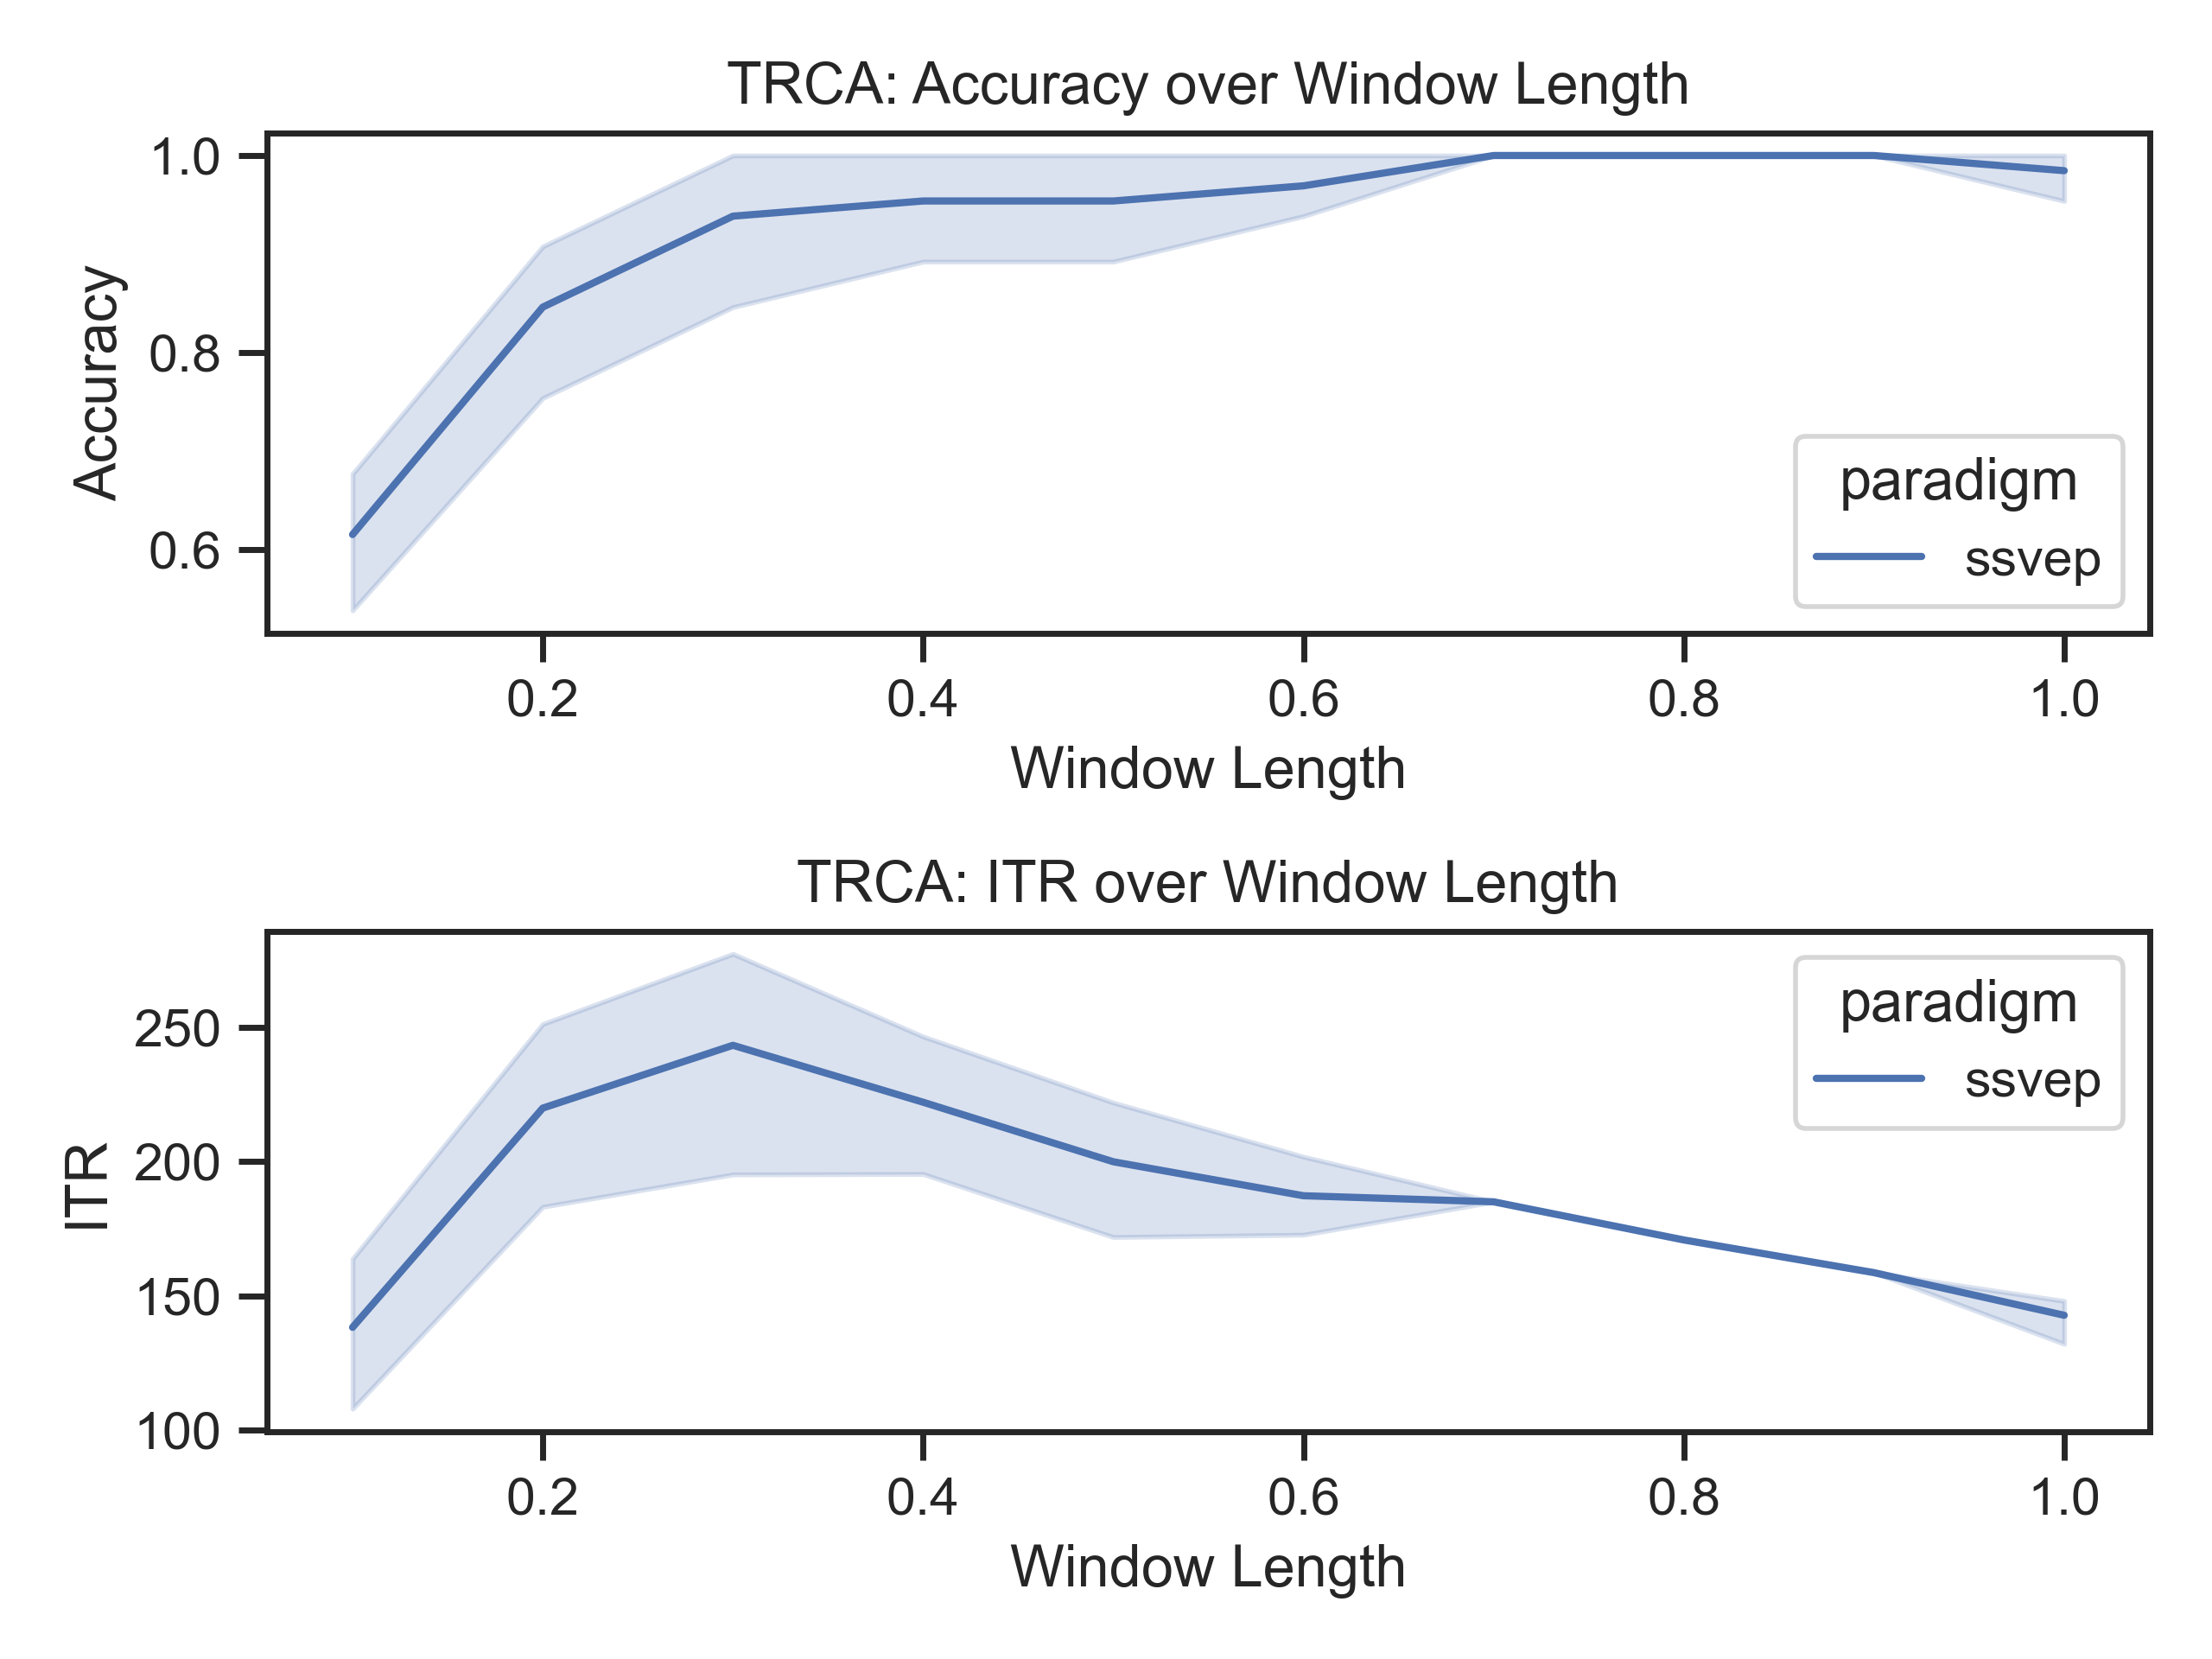 TRCA: Accuracy over Window Length
1.0
0.8
0.6
Accuracy
paradigm
ssvep
0.2 0.4 0.6 0.8 1.0
Window Length
TRCA: ITR over Window Length
250
200
150
100
ITR
paradigm
ssvep
0.2 0.4 0.6 0.8 1.0
Window Length